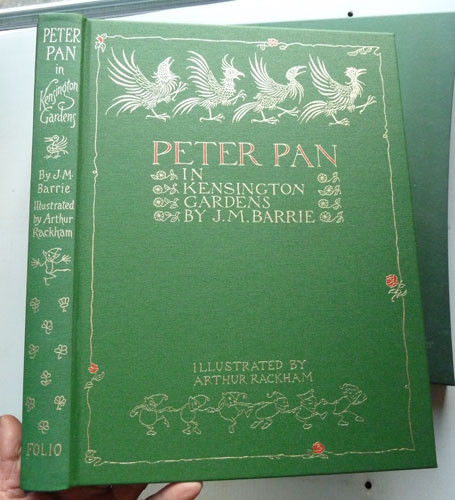 PETER
PAN
in
Kensington
Gardens
By J.M.
Barrie
Illustrated
by Arthur
Rackham
FOLIO
PETER PAN
IN
KENSINGTON
GARDENS
BY J.M. BARRIE
ILLUSTRATED BY
ARTHUR RACKHAM